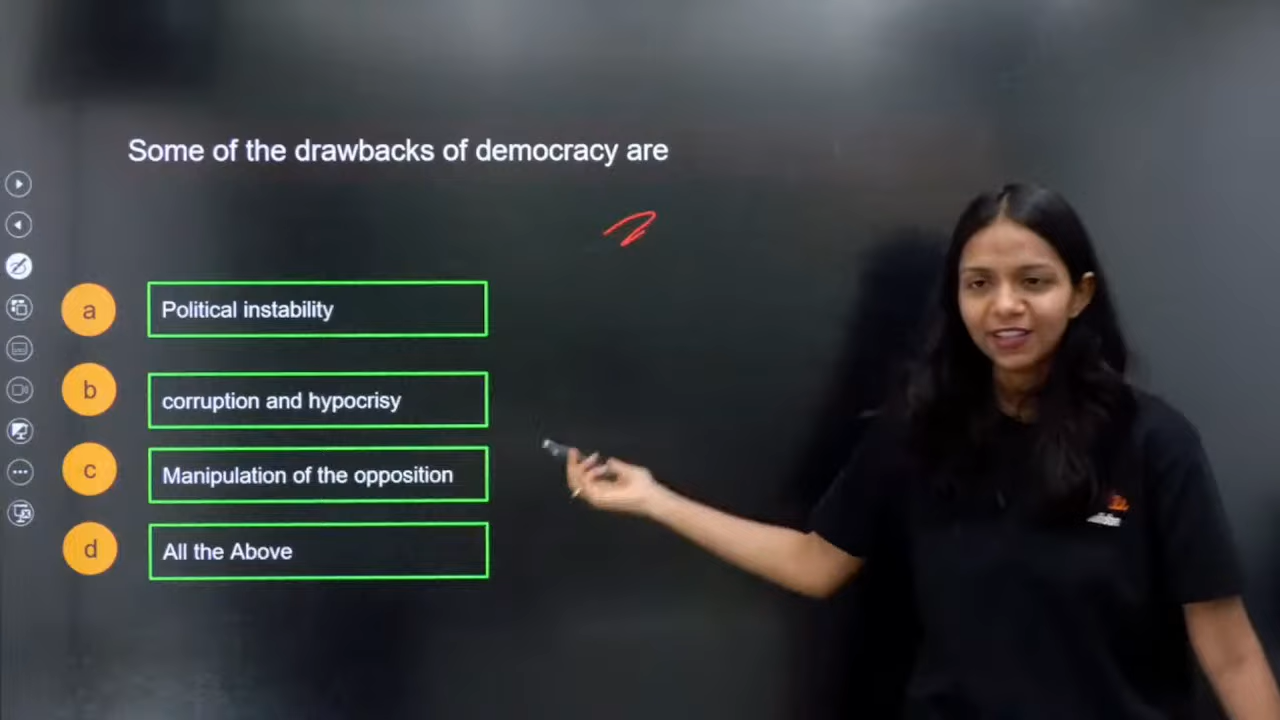 Some of the drawbacks of democracy are
a
Political instability
b
corruption and hypocrisy
c
Manipulation of the opposition
d
All the Above